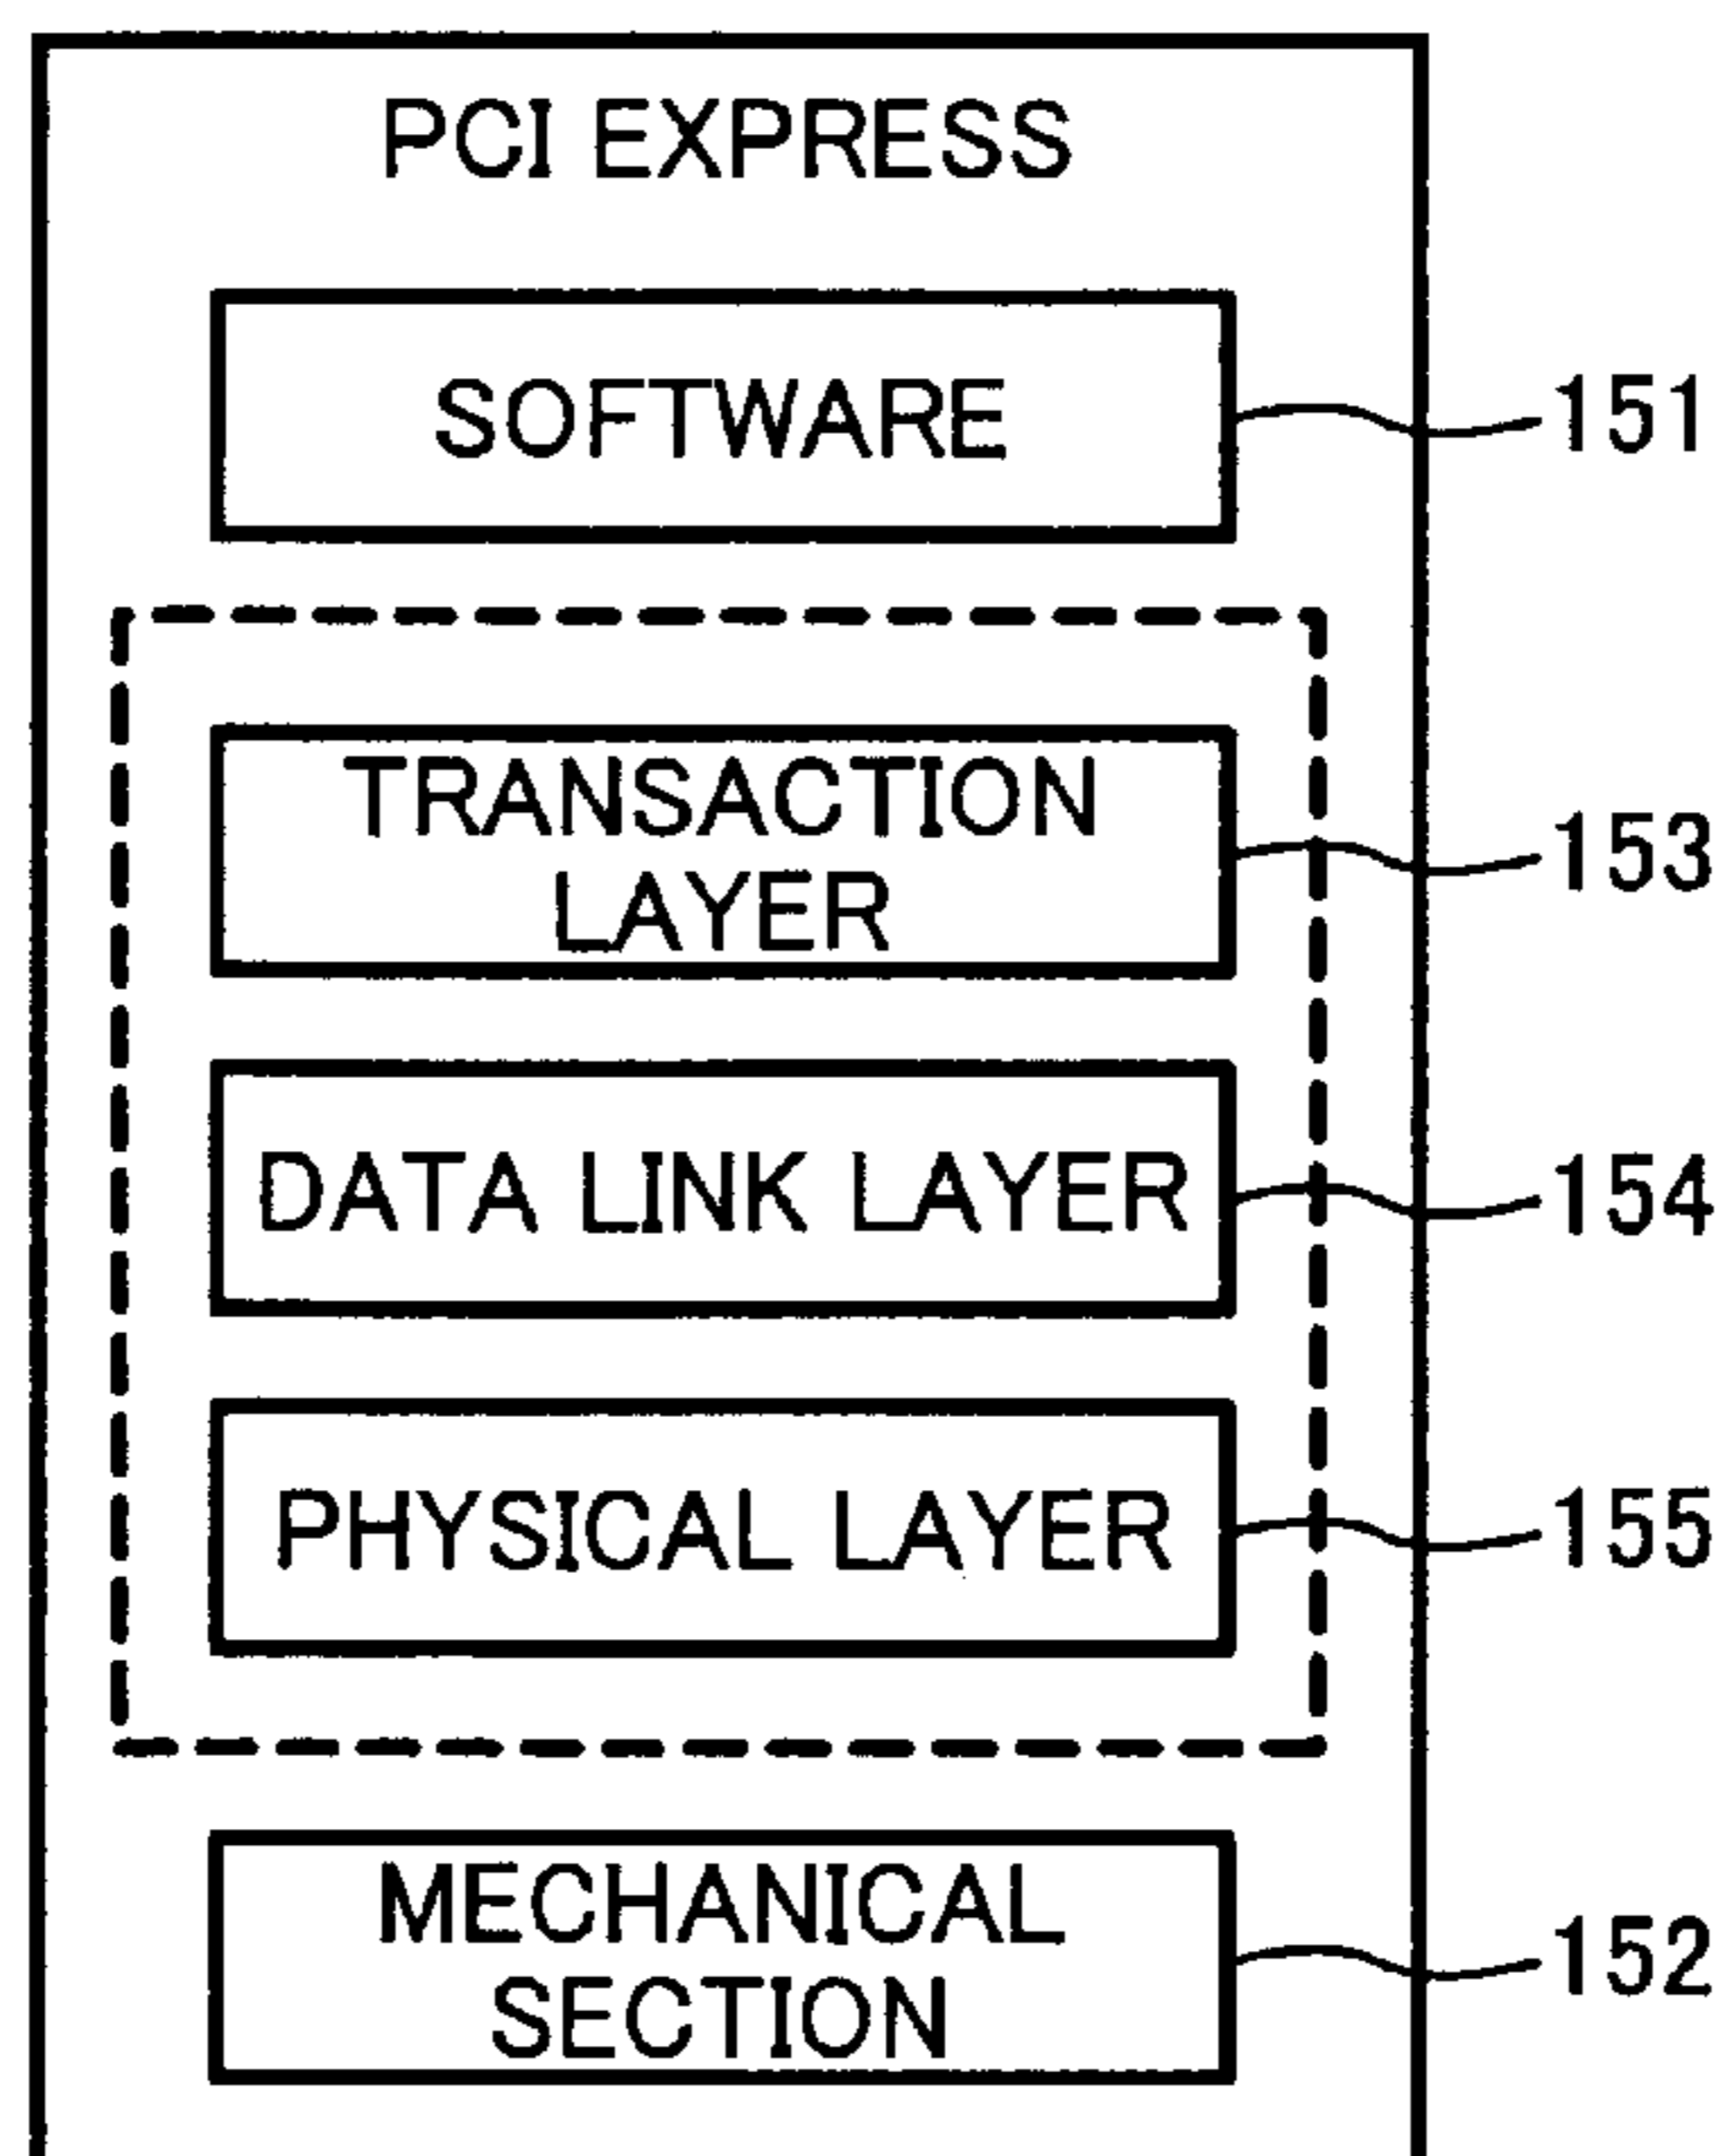 PCI EXPRESS
SOFTWARE
151
TRANSACTION
LAYER
153
DATA LINK LAYER
154
PHYSICAL LAYER
155
MECHANICAL
SECTION
152